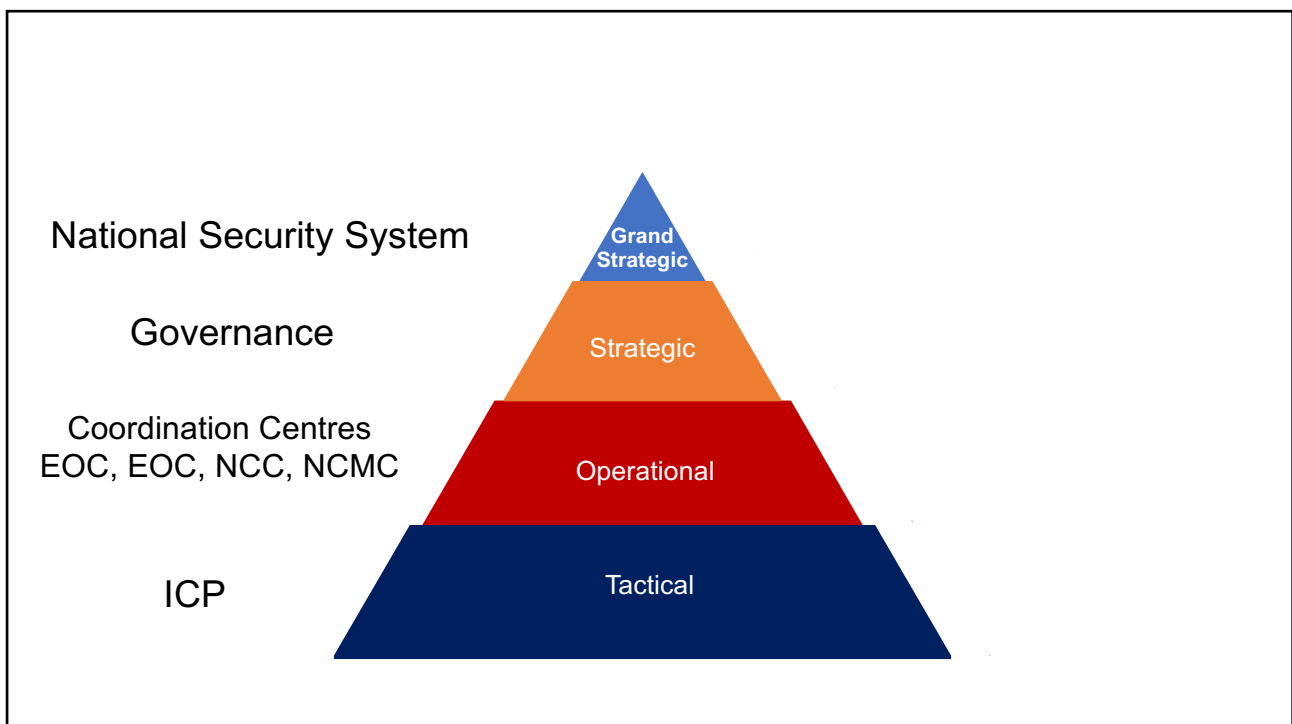 National Security System
Grand
Strategic
Governance
Strategic
Coordination Centres
EOC, EOC, NCC, NCMC
Operational
ICP
Tactical